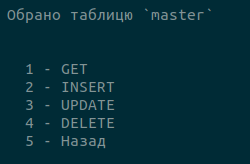 Обрано таблицю `master`
1 - GET
2 - INSERT
3 - UPDATE
4 - DELETE
5 - Назад